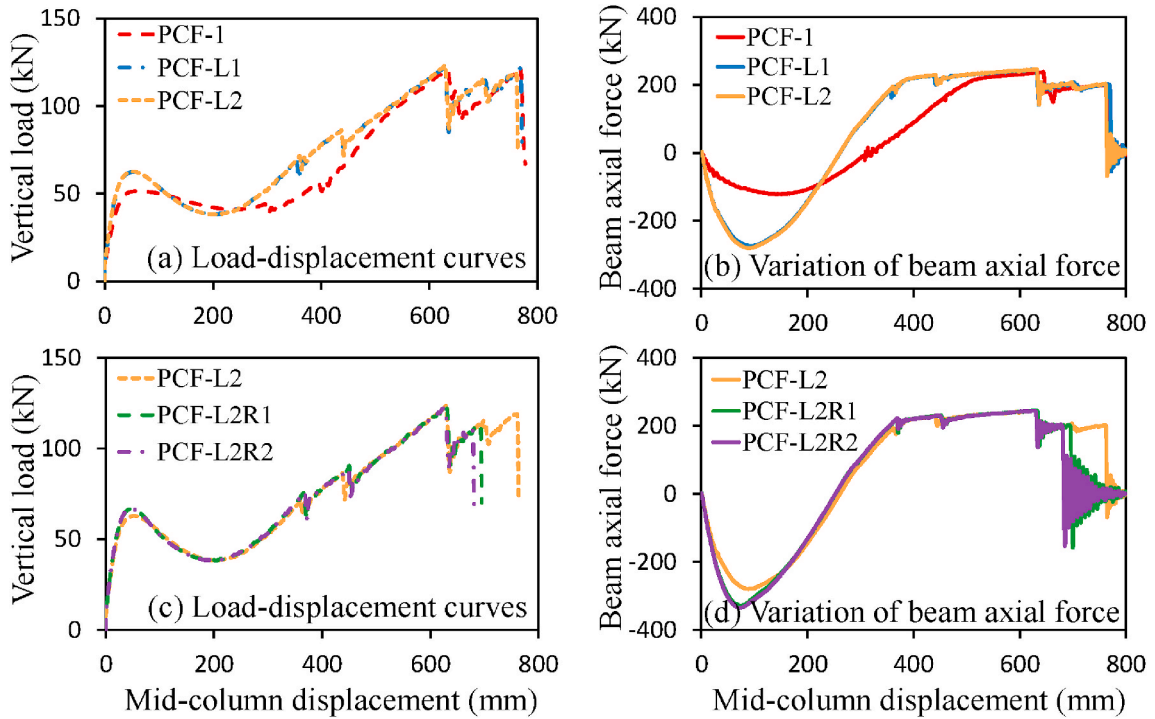 150
100
50
0
Vertical load (kN)
PCF-1
PCF-L1
PCF-L2
(a) Load-displacement curves
0
200
400
600
800
400
200
0
-200
-400
Beam axial force (kN)
PCF-1
PCF-L1
PCF-L2
(b) Variation of beam axial force
0
200
400
600
800
150
100
50
0
Vertical load (kN)
PCF-L2
PCF-L2R1
PCF-L2R2
(c) Load-displacement curves
0
200
400
600
800
Mid-column displacement (mm)
400
200
0
-200
-400
Beam axial force (kN)
PCF-L2
PCF-L2R1
PCF-L2R2
(d) Variation of beam axial force
0
200
400
600
800
Mid-column displacement (mm)